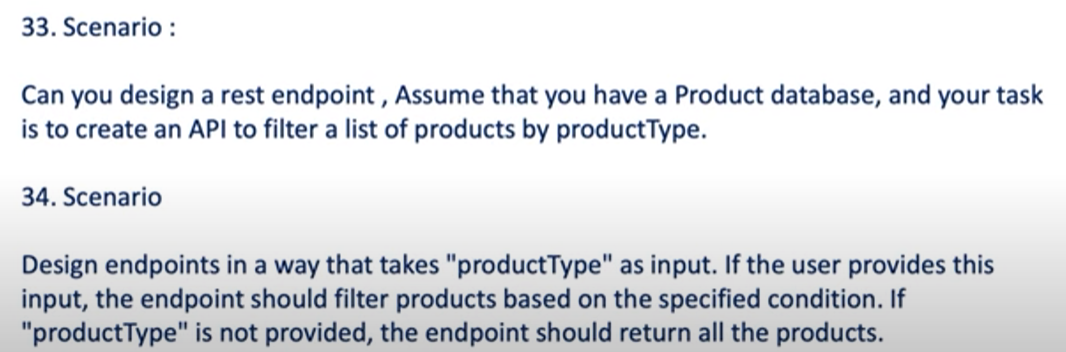 33. Scenario :
Can you design a rest endpoint , Assume that you have a Product database, and your task
is to create an API to filter a list of products by productType.
34. Scenario
Design endpoints in a way that takes "productType" as input. If the user provides this
input, the endpoint should filter products based on the specified condition. If
"productType" is not provided, the endpoint should return all the products.